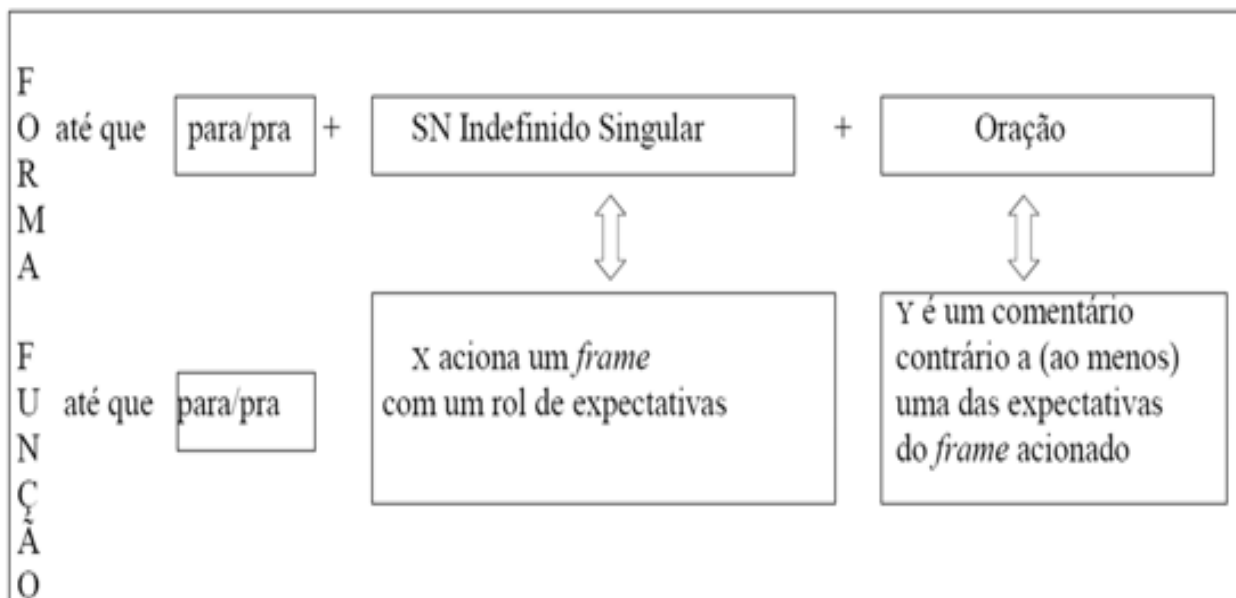 F
O
R
M
A
até que para/pra + SN Indefinido Singular + Oração
F
U
N
Ç
Ã
O
até que para/pra
X aciona um frame
com um rol de expectativas
Y é um comentário
contrário a (ao menos)
uma das expectativas
do frame acionado